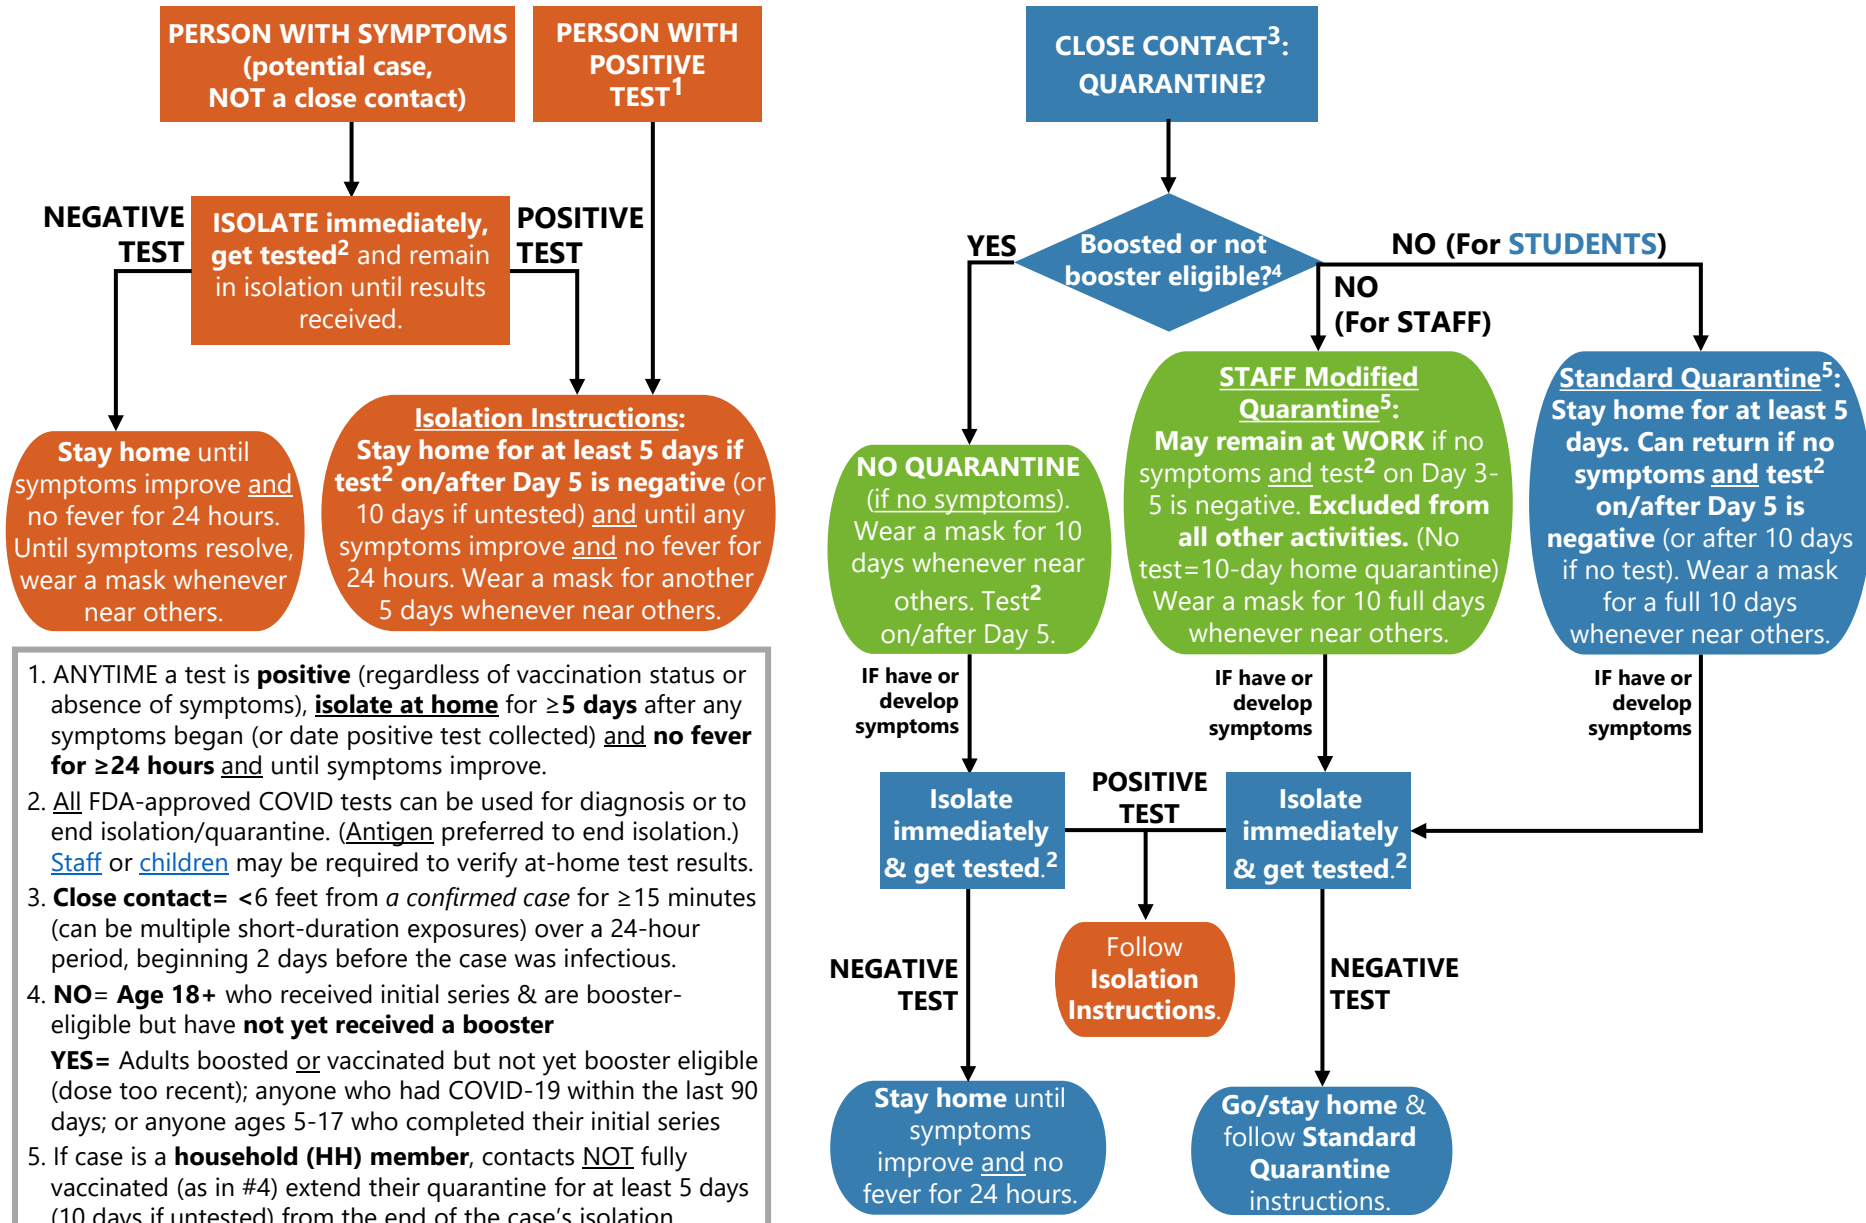 PERSON WITH SYMPTOMS
(potential case,
NOT a close contact)
PERSON WITH
POSITIVE
TEST1
NEGATIVE
TEST
ISOLATE immediately,
get tested2 and remain
in isolation until results
received.
POSITIVE
TEST
Stay home until
symptoms improve and
no fever for 24 hours.
Until symptoms resolve,
wear a mask whenever
near others.
Isolation Instructions:
Stay home for at least 5 days if
test2 on/after Day 5 is negative (or
10 days if untested) and until any
symptoms improve and no fever for
24 hours. Wear a mask for another
5 days whenever near others.
1. ANYTIME a test is positive (regardless of vaccination status or
absence of symptoms), isolate at home for ≥5 days after any
symptoms began (or date positive test collected) and no fever
for ≥24 hours and until symptoms improve.
2. All FDA-approved COVID tests can be used for diagnosis or to
end isolation/quarantine. (Antigen preferred to end isolation.)
Staff or children may be required to verify at-home test results.
3. Close contact= <6 feet from a confirmed case for ≥15 minutes
(can be multiple short-duration exposures) over a 24-hour
period, beginning 2 days before the case was infectious.
4. NO= Age 18+ who received initial series & are booster-
eligible but have not yet received a booster
YES= Adults boosted or vaccinated but not yet booster eligible
(dose too recent); anyone who had COVID-19 within the last 90
days; or anyone ages 5-17 who completed their initial series
5. If case is a household (HH) member, contacts NOT fully
vaccinated (as in #4) extend their quarantine for at least 5 days
(10 days if untested) from the end of the case's isolation
CLOSE CONTACT3:
QUARANTINE?
YES
Boosted or not
booster eligible?4
NO (For STUDENTS)
NO
(For STAFF)
NO QUARANTINE
(if no symptoms).
Wear a mask for 10
days whenever near
others. Test2
on/after Day 5.
STAFF Modified
Quarantine5:
May remain at WORK if no
symptoms and test2 on Day 3-
5 is negative. Excluded from
all other activities. (No
test=10-day home quarantine)
Wear a mask for 10 full days
whenever near others.
Standard Quarantine5:
Stay home for at least 5
days. Can return if no
symptoms and test2
on/after Day 5 is
negative (or after 10 days
if no test). Wear a mask
for a full 10 days
whenever near others.
IF have or
develop
symptoms
IF have or
develop
symptoms
IF have or
develop
symptoms
Isolate
immediately
& get tested.2
POSITIVE
TEST
Isolate
immediately
& get tested.2
Follow
Isolation
Instructions.
NEGATIVE
TEST
NEGATIVE
TEST
Stay home until
symptoms
improve and no
fever for 24 hours.
Go/stay home &
follow Standard
Quarantine
instructions.